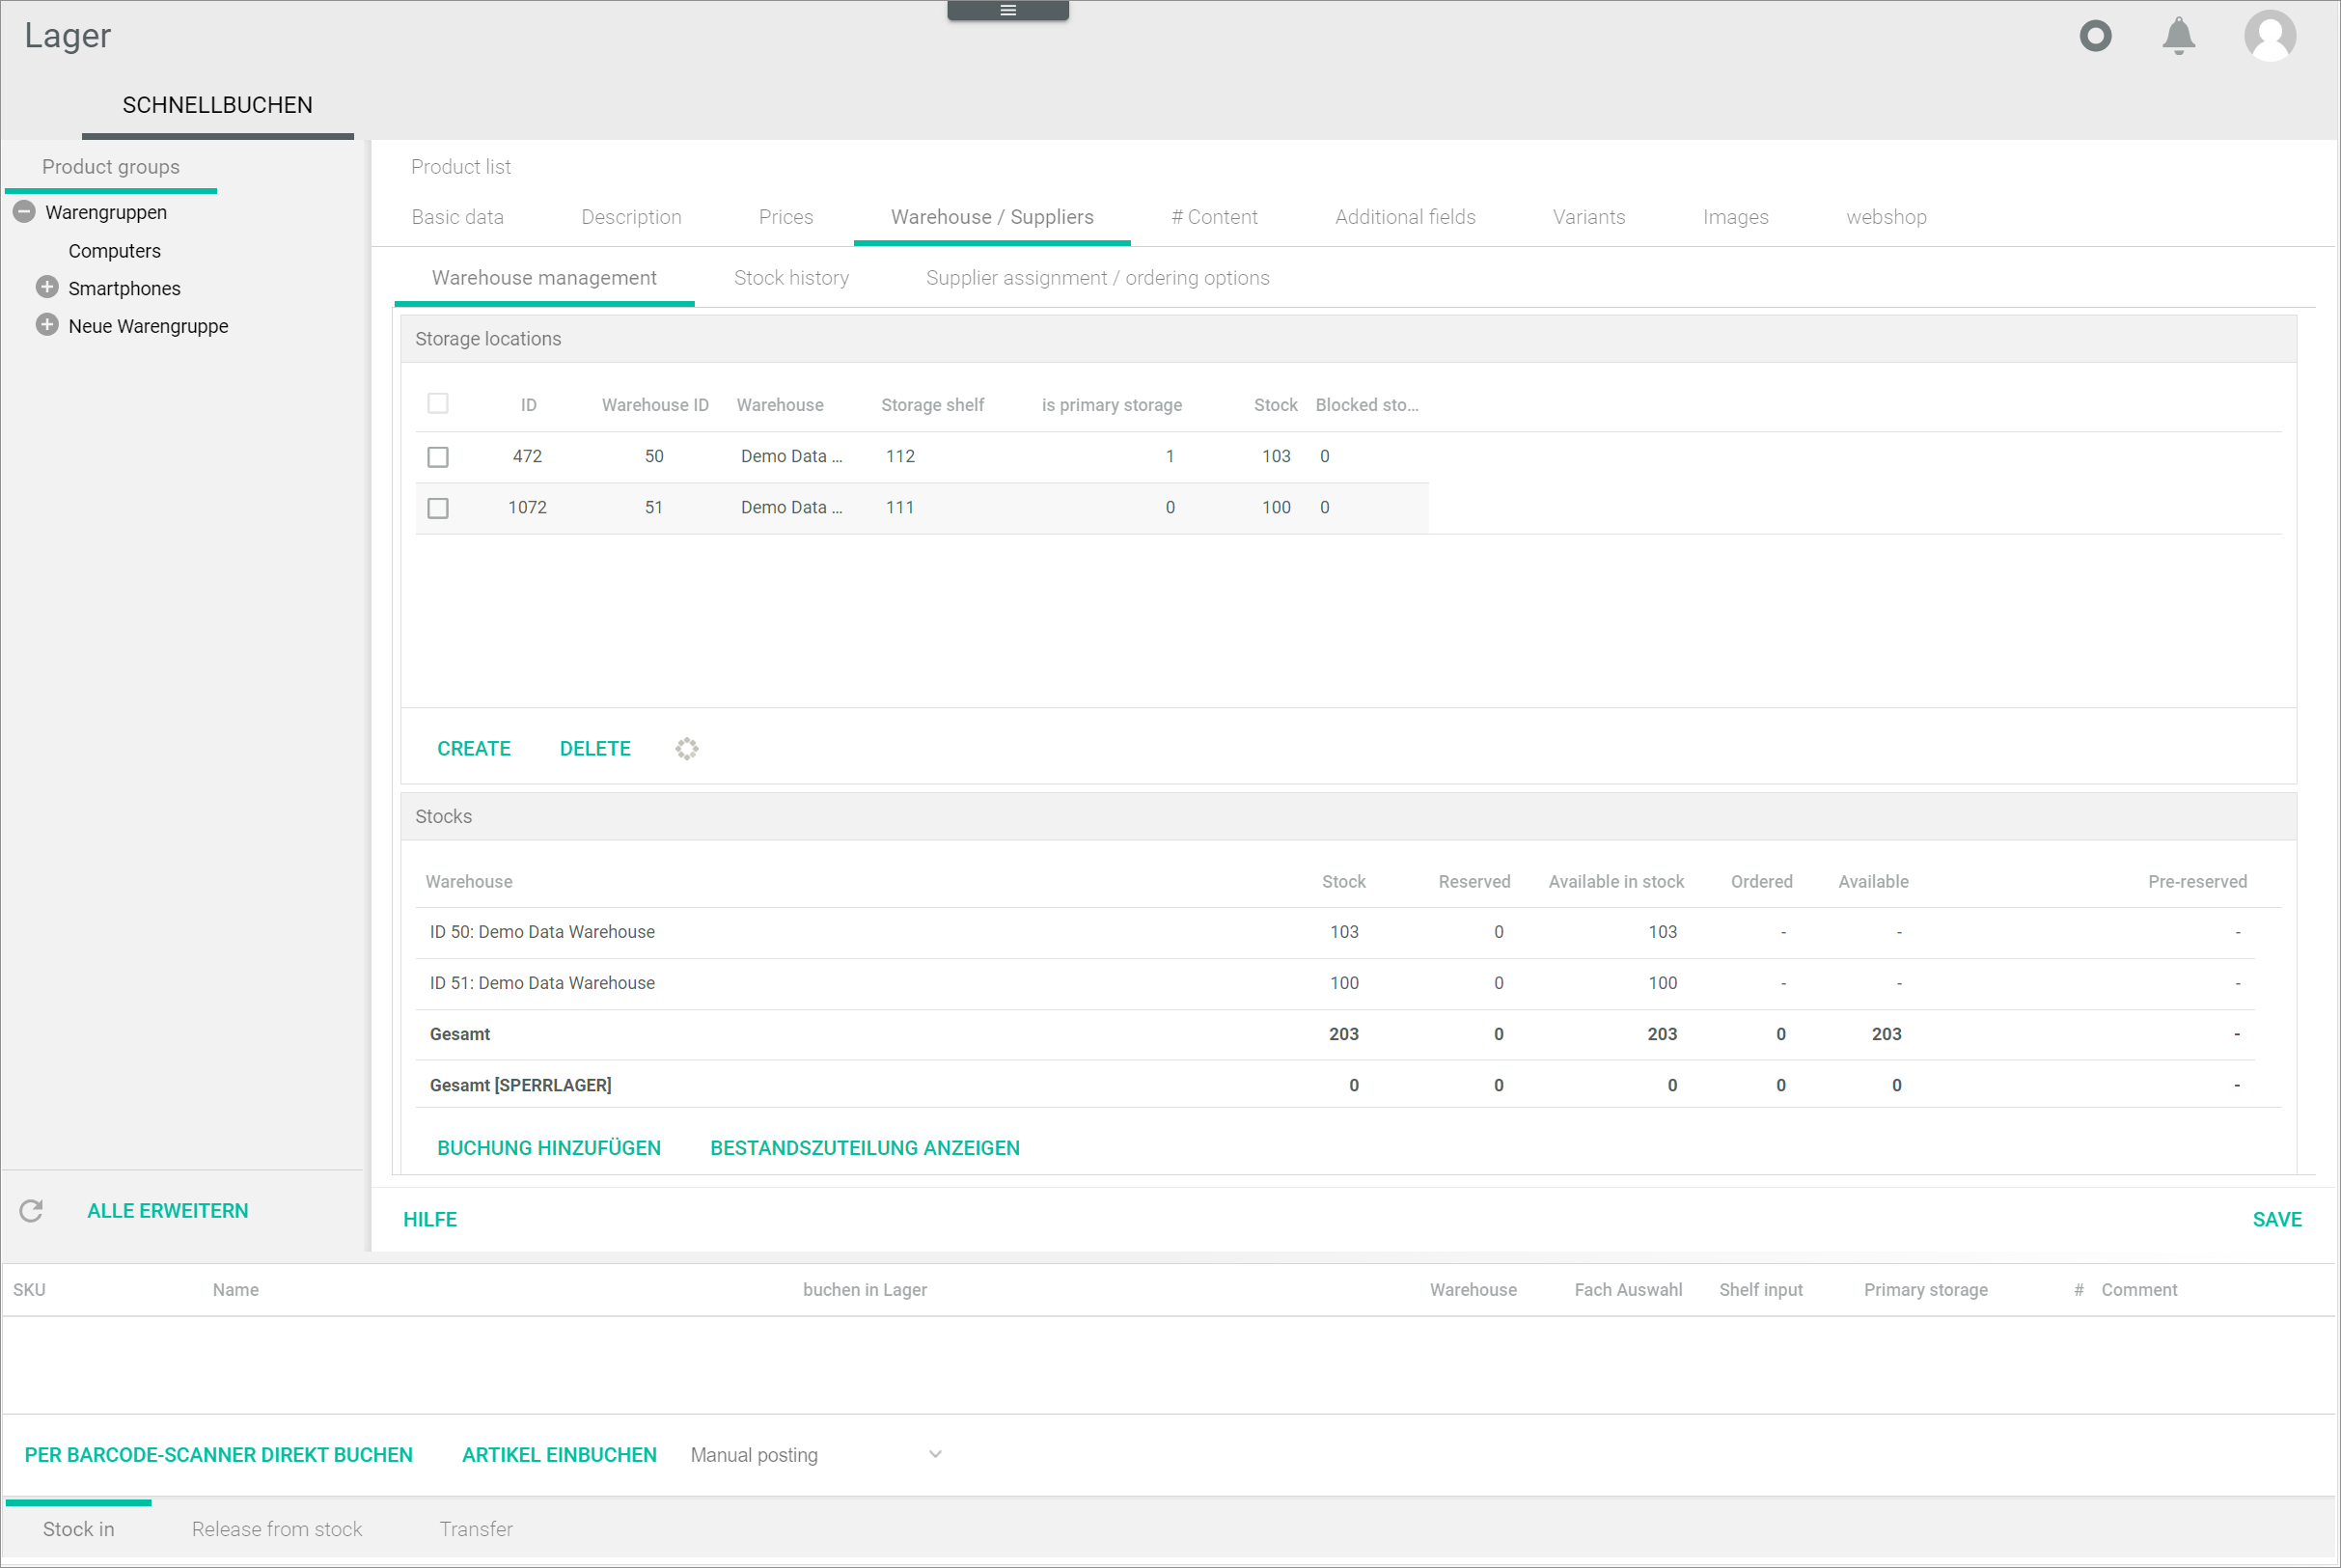 Lager
SCHNELLBUCHEN
Product groups
Warengruppen
Computers
Smartphones
Neue Warengruppe
ALLE ERWEITERN
Product list
Basic data Description Prices Warehouse / Suppliers # Content Additional fields Variants Images webshop
Warehouse management Stock history Supplier assignment / ordering options
Storage locations
ID Warehouse ID Warehouse Storage shelf is primary storage Stock Blocked sto...
472 50 Demo Data ... 112 1 103 0
1072 51 Demo Data ... 111 0 100 0
CREATE DELETE
Stocks
Warehouse Stock Reserved Available in stock Ordered Available Pre-reserved
ID 50: Demo Data Warehouse 103 0 103 - - -
ID 51: Demo Data Warehouse 100 0 100 - - -
Gesamt 203 0 203 0 203 -
Gesamt [SPERRLAGER] 0 0 0 0 0 -
BUCHUNG HINZUFÜGEN BESTANDSZUTEILUNG ANZEIGEN
HILFE SAVE
SKU Name buchen in Lager Warehouse Fach Auswahl Shelf input Primary storage # Comment
PER BARCODE-SCANNER DIREKT BUCHEN ARTIKEL EINBUCHEN Manual posting
Stock in Release from stock Transfer